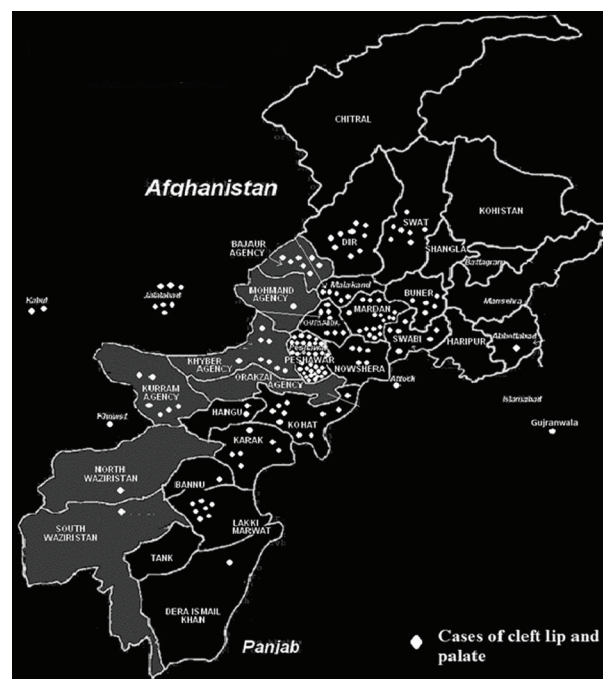 CHITRAL
Afghanistan
KOHISTAN
SWAT
DIR
BAJAUR
AGENCY
SHANGLA
Battagram
MOHMAND
AGENCY
Malakand
BUNER
Mansehra
Jalalabad
Kabul
MARDAN
SWABI
HARIPUR
Abbottabad
PESHAWAR
KHYBER
AGENCY
NOWSHERA
ORAKZAI
AGENCY
KURRAM
AGENCY
Attock
Islamabad
HANGU
KOHAT
Khowst
Gujranwala
KARAK
NORTH
WAZIRISTAN
BANNU
SOUTH
WAZIRISTAN
LAKKI
MARWAT
TANK
DERA ISMAIL
KHAN
Panjab
Cases of cleft lip and
palate